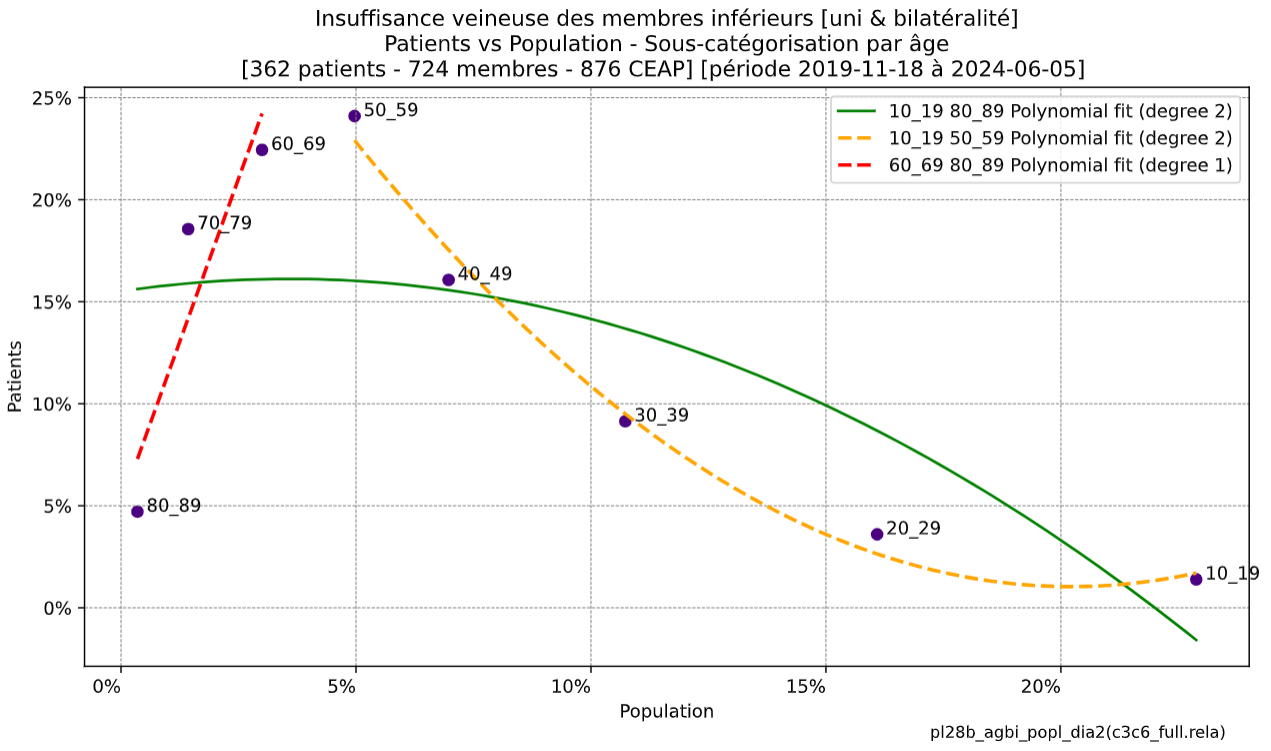 Insuffisance veineuse des membres inférieurs [uni & bilatéralité]
Patients vs Population - Sous-catégorisation par âge
[362 patients - 724 membres - 876 CEAP] [période 2019-11-18 à 2024-06-05]
10_19 80_89 Polynomial fit (degree 2)
10_19 50_59 Polynomial fit (degree 2)
60_69 80_89 Polynomial fit (degree 1)
25%
20%
15%
10%
5%
0%
Patients
50_59
60_69
70_79
40_49
30_39
80_89
20_29
10_19
0% 5% 10% 15% 20%
Population
pl28b_agbi_popl_dia2(c3c6_full.rela)